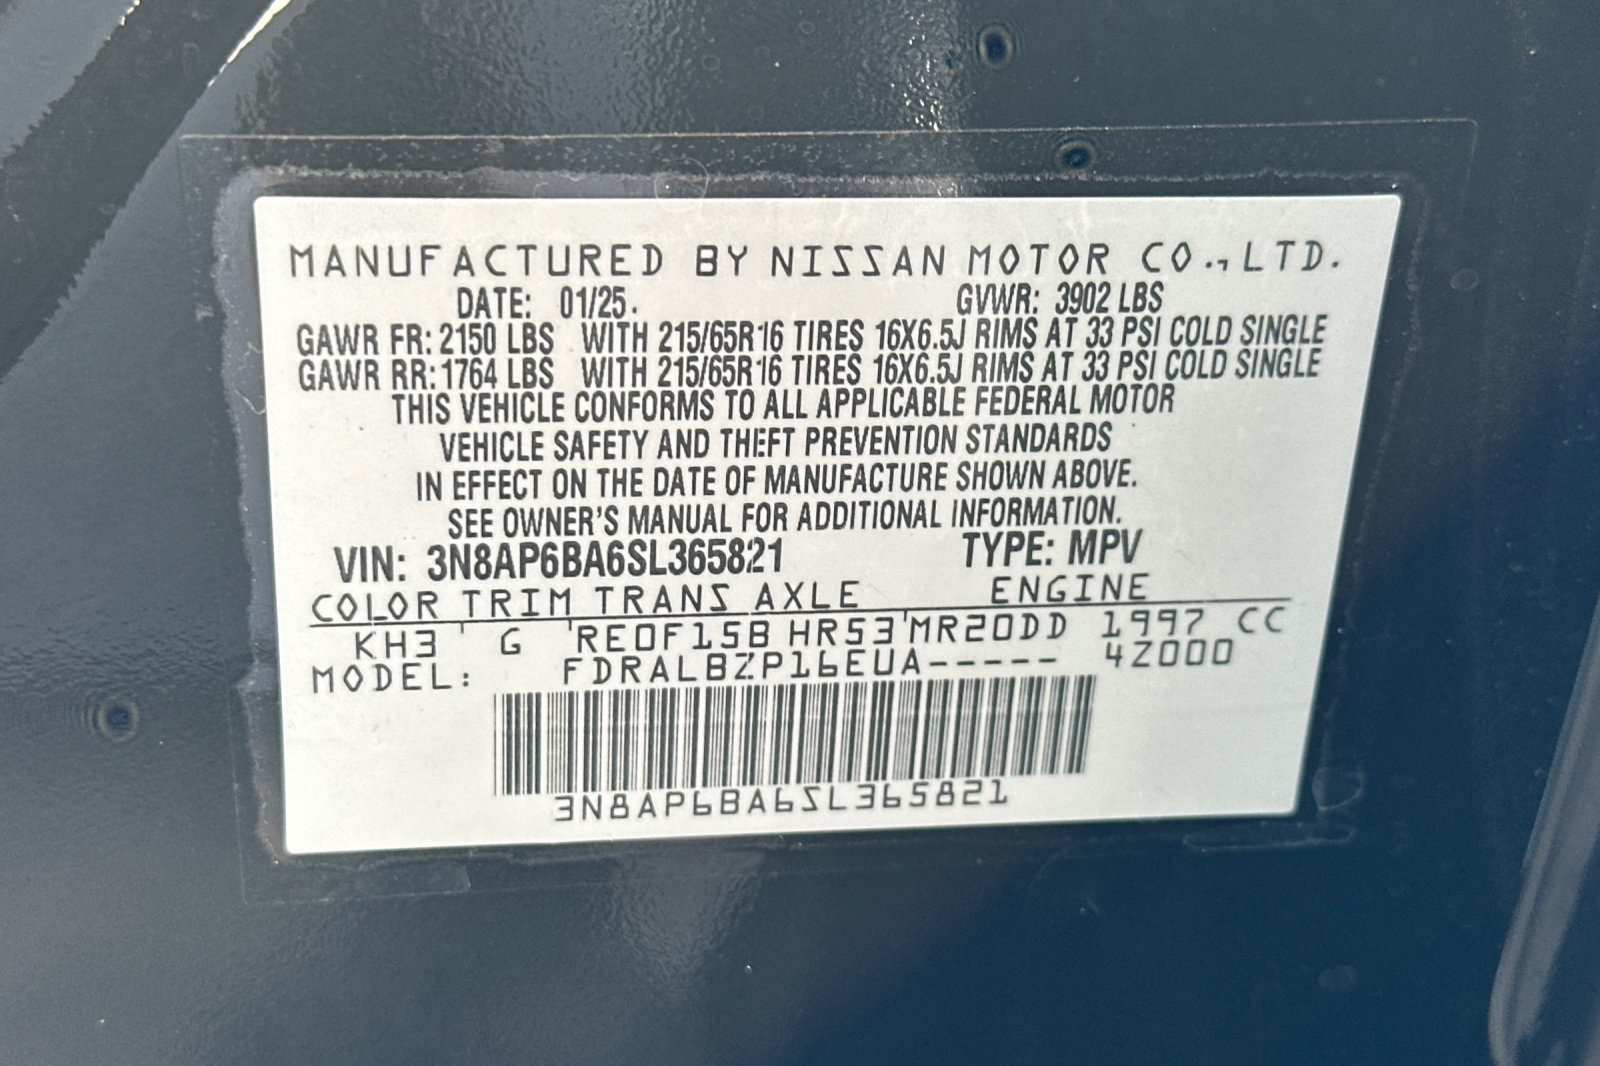 MANUFACTURED BY NISSAN MOTOR CO., LTD.
DATE: 01/25. GVWR: 3902 LBS
GAWR FR: 2150 LBS WITH 215/65R16 TIRES 16X6.5J RIMS AT 33 PSI COLD SINGLE
GAWR RR: 1764 LBS WITH 215/65R16 TIRES 16X6.5J RIMS AT 33 PSI COLD SINGLE
THIS VEHICLE CONFORMS TO ALL APPLICABLE FEDERAL MOTOR
VEHICLE SAFETY AND THEFT PREVENTION STANDARDS
IN EFFECT ON THE DATE OF MANUFACTURE SHOWN ABOVE.
SEE OWNER'S MANUAL FOR ADDITIONAL INFORMATION.
VIN: 3N8AP6BA6SL365821 TYPE: MPV
COLOR TRIM TRANS AXLE ENGINE
KH3 G RE0F15B HR53 MR20DD 1997 CC
MODEL: FDRALBZP16EUA----- 4Z000
3N8AP6BA6SL365821